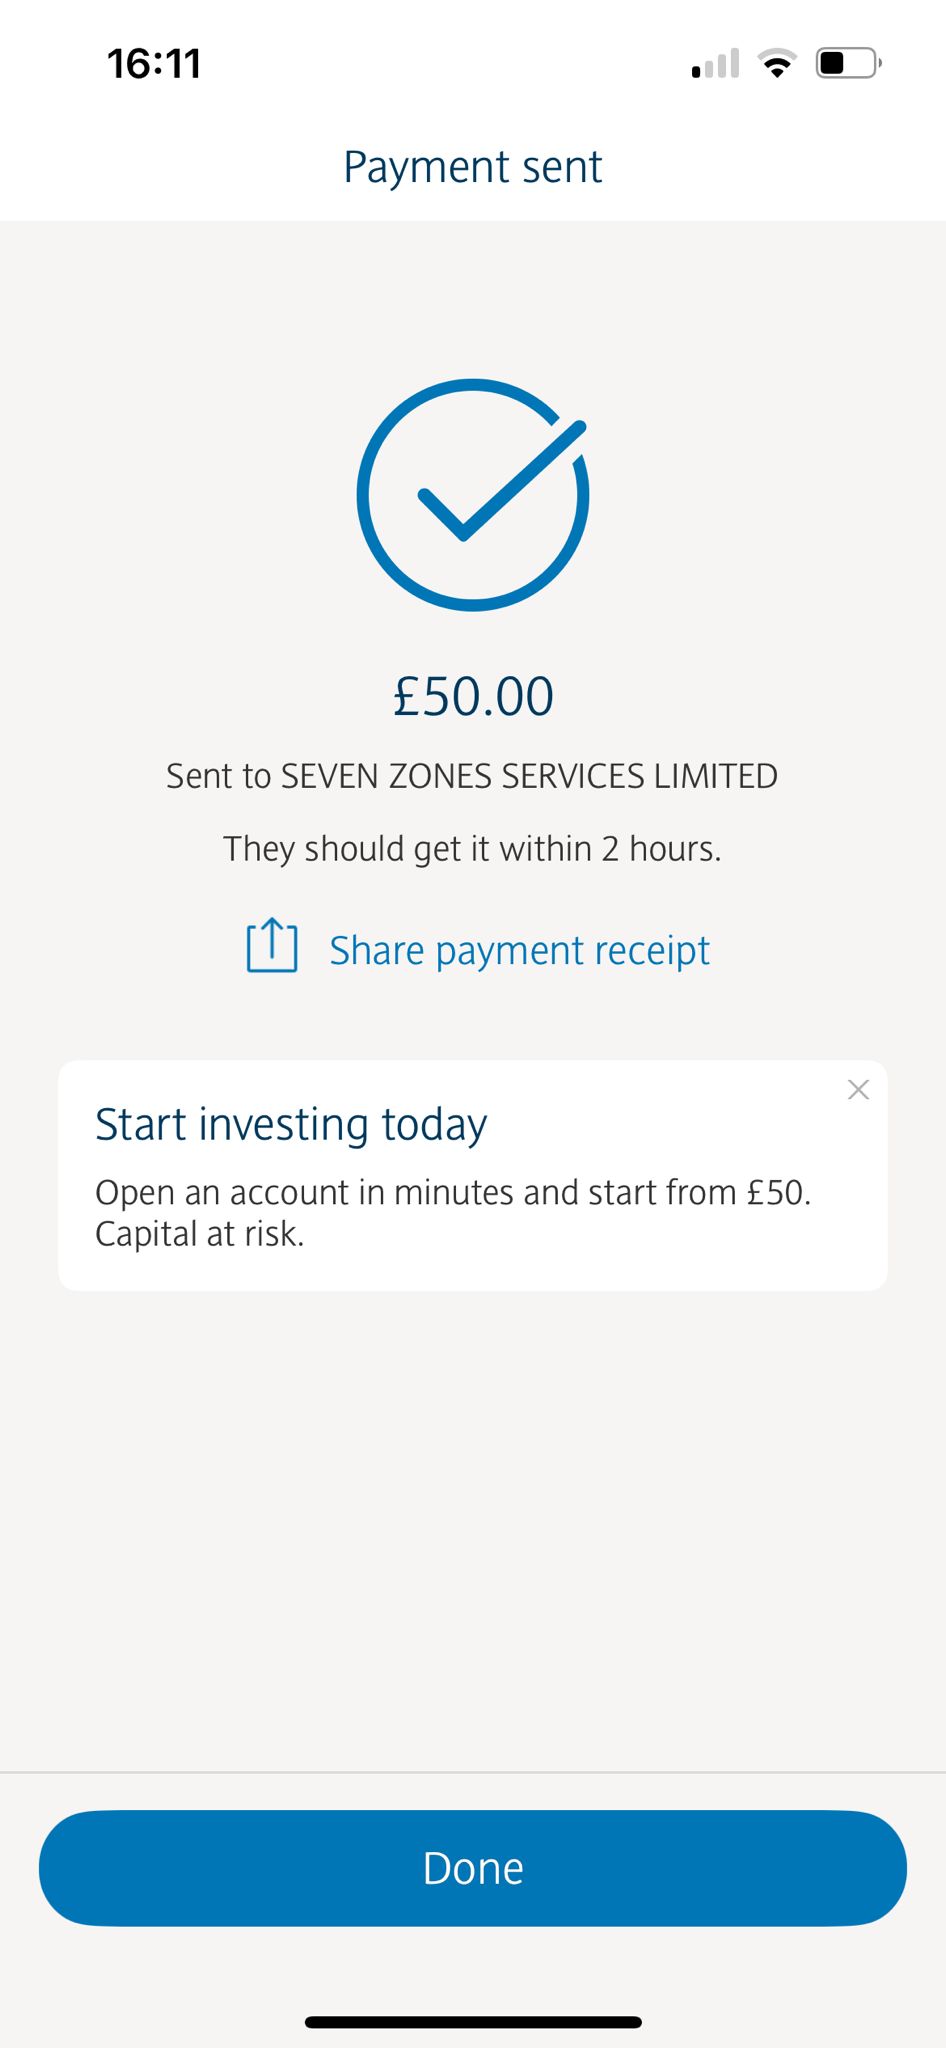 16:11
Payment sent
£50.00
Sent to SEVEN ZONES SERVICES LIMITED
They should get it within 2 hours.
Share payment receipt
Start investing today
Open an account in minutes and start from £50.
Capital at risk.
Done